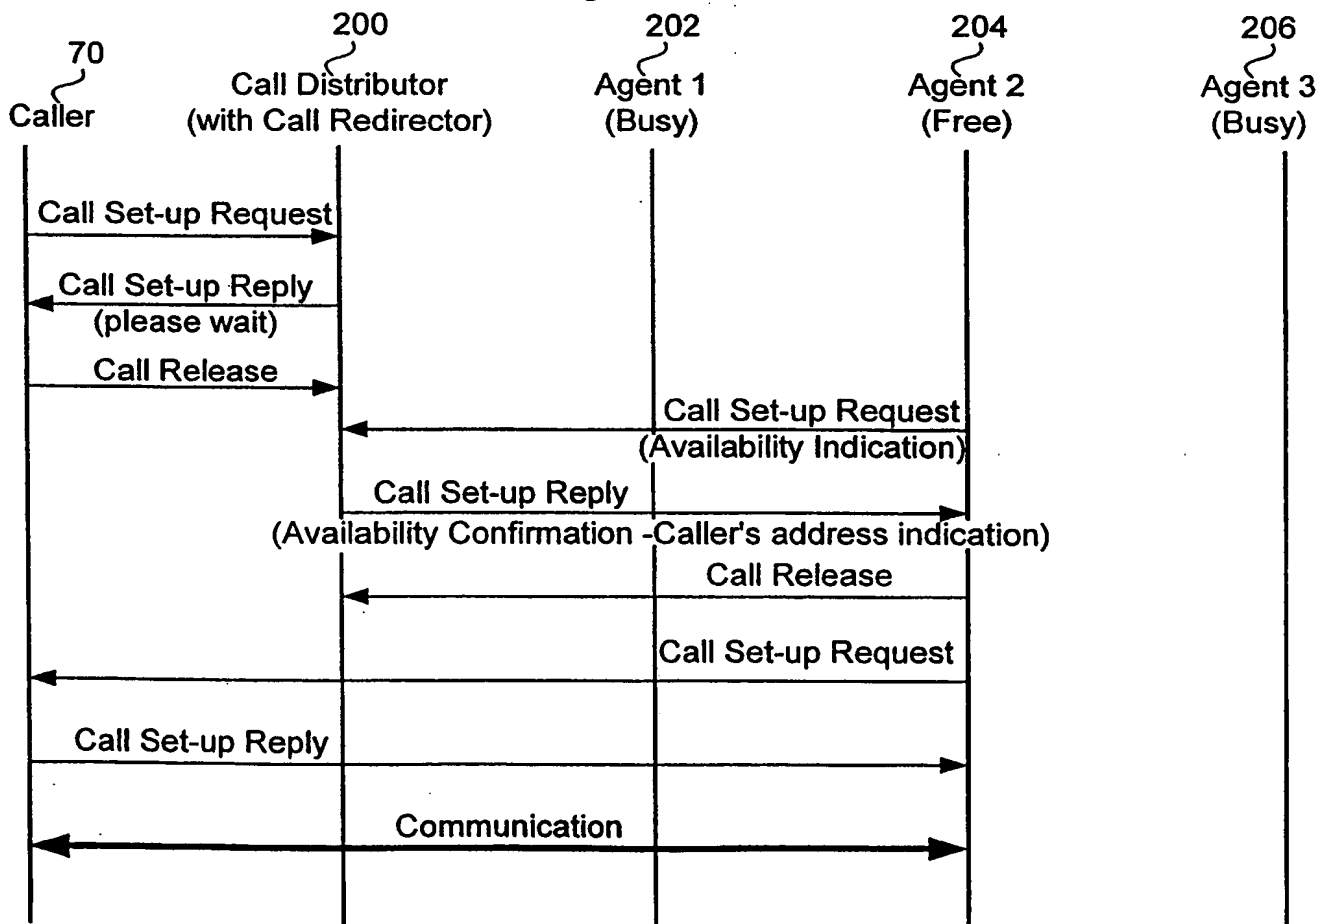 200
202
204
206
70
Call Distributor
Agent 1
Agent 2
Agent 3
Caller
(with Call Redirector)
(Busy)
(Free)
(Busy)
Call Set-up Request
Call Set-up Reply
(please wait)
Call Release
Call Set-up Request
(Availability Indication)
Call Set-up Reply
(Availability Confirmation -Caller's address indication)
Call Release
Call Set-up Request
Call Set-up Reply
Communication